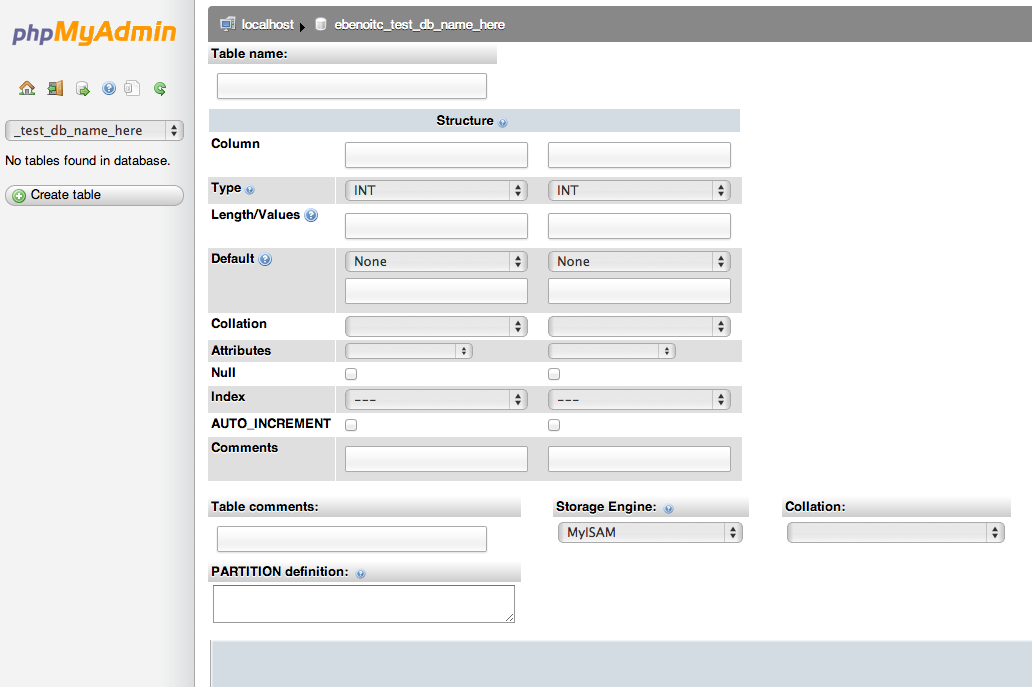 phpMyAdmin
_test_db_name_here
No tables found in database.
Create table
localhost ebenoitc_test_db_name_here
Table name:
Structure
Column
Type INT INT
Length/Values
Default None None
Collation
Attributes
Null
Index --- ---
AUTO_INCREMENT
Comments
Table comments: Storage Engine: Collation:
MyISAM
PARTITION definition: